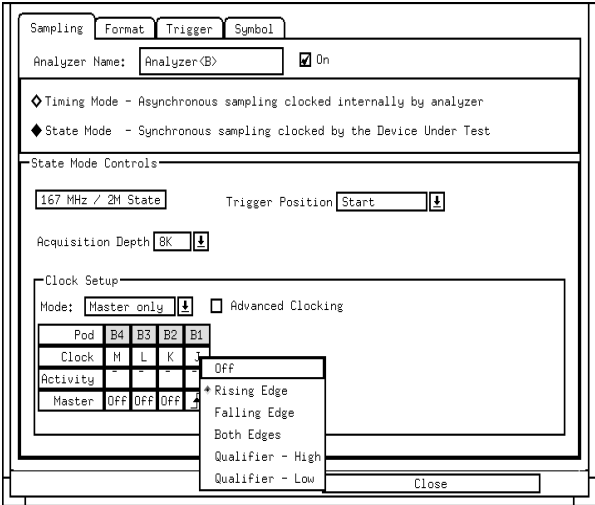 Sampling Format Trigger Symbol
Analyzer Name: Analyzer<B> On
Timing Mode - Asynchronous sampling clocked internally by analyzer
State Mode - Synchronous sampling clocked by the Device Under Test
State Mode Controls
167 MHz / 2M State Trigger Position Start
Acquisition Depth 8K
Clock Setup
Mode: Master only Advanced Clocking
Pod B4 B3 B2 B1
Clock M L K J
Activity - - - -
Master Off Off Off
Off
Rising Edge
Falling Edge
Both Edges
Qualifier - High
Qualifier - Low
Close